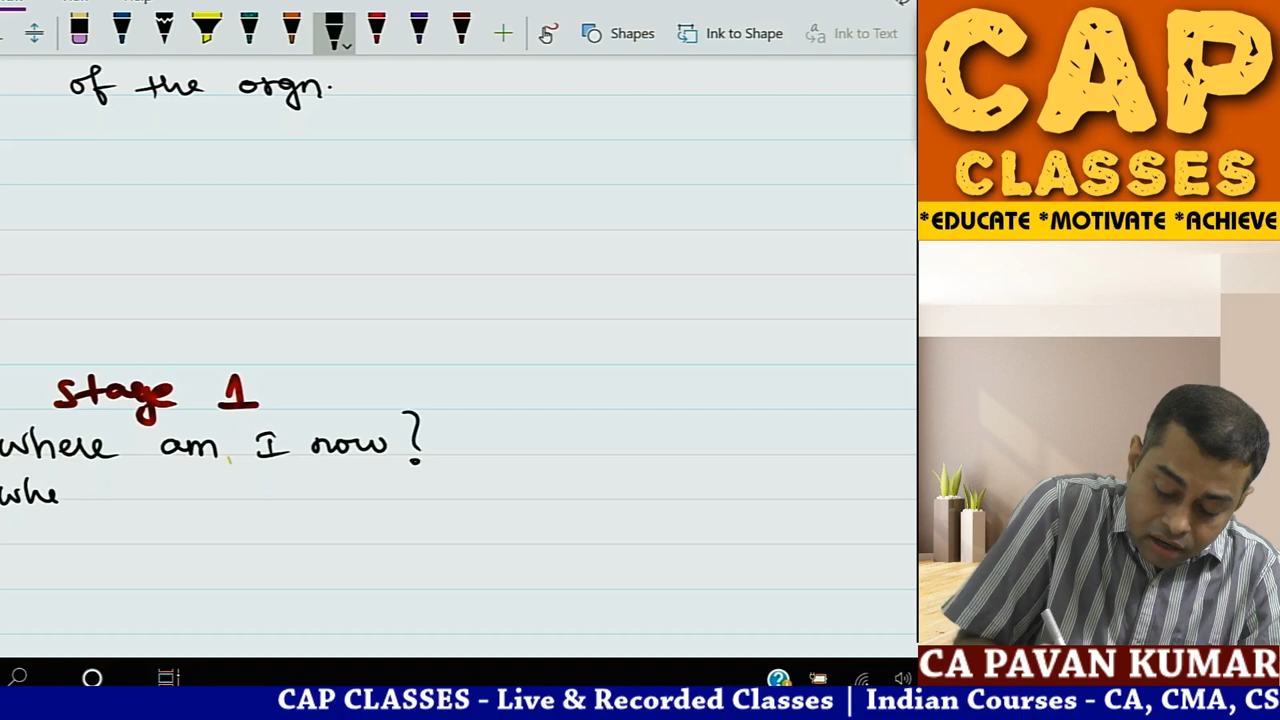 Shapes
Ink to Shape
Ink to Text
of the orgn.
Stage 1
where am I now?
whe
CAP
CLASSES
*EDUCATE *MOTIVATE *ACHIEVE
CA PAVAN KUMAR
CAP CLASSES - Live & Recorded Classes | Indian Courses - CA, CMA, CS